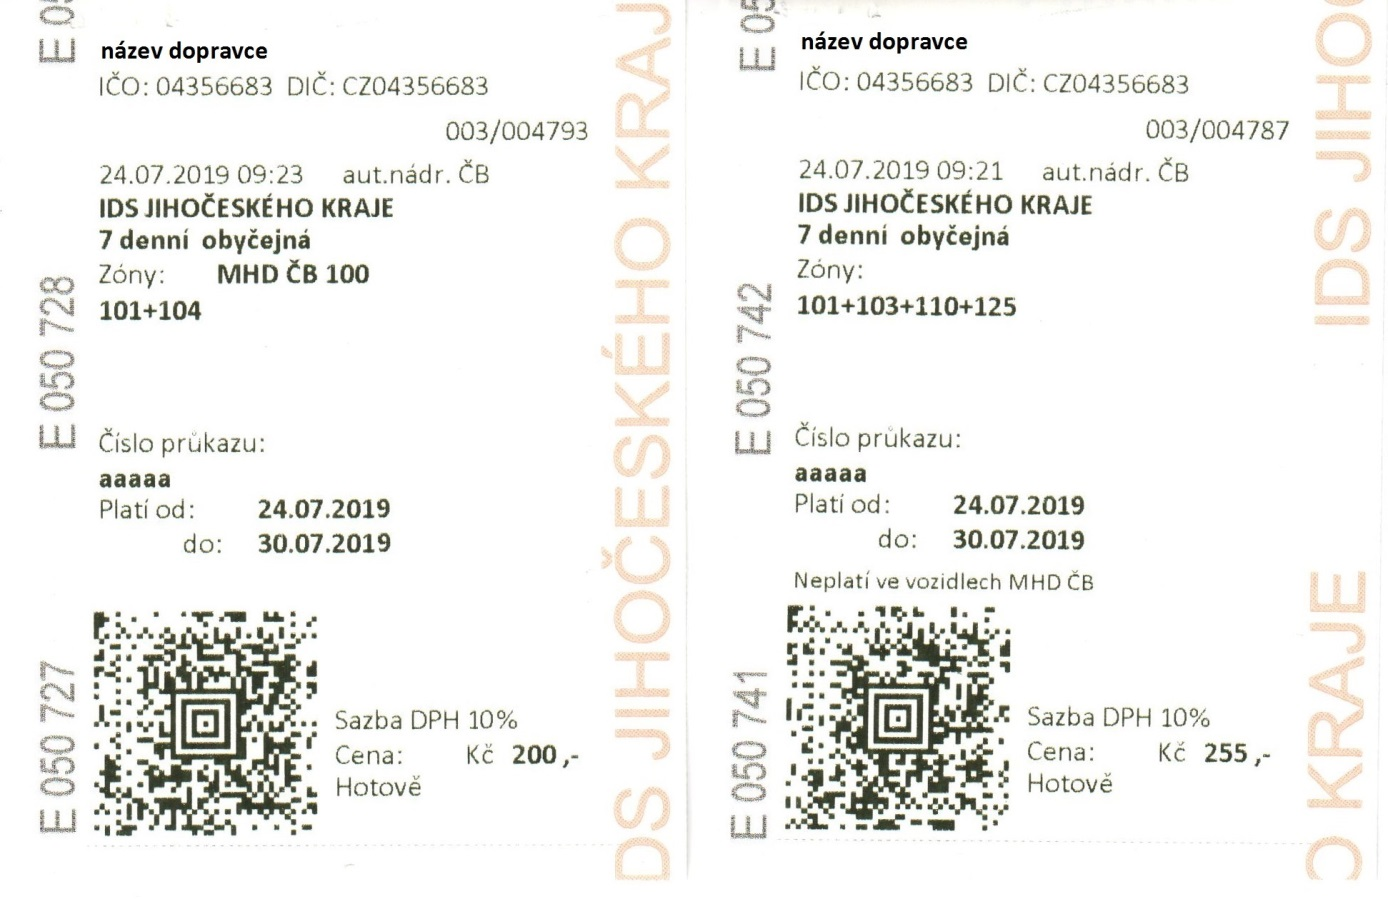 název dopravce
IČO: 04356683 DIČ: CZ04356683
003/004793
24.07.2019 09:23 aut.nádr. ČB
IDS JIHOČESKÉHO KRAJE
7 denní obyčejná
Zóny: MHD ČB 100
101+104
Číslo průkazu:
aaaaa
Platí od: 24.07.2019
do: 30.07.2019
Sazba DPH 10%
Cena: Kč 200,-
Hotově
E 050 728
E 050 727
DS JIHOČESKÉHO KRAJ
název dopravce
IČO: 04356683 DIČ: CZ04356683
003/004787
24.07.2019 09:21 aut.nádr. ČB
IDS JIHOČESKÉHO KRAJE
7 denní obyčejná
Zóny:
101+103+110+125
Číslo průkazu:
aaaaa
Platí od: 24.07.2019
do: 30.07.2019
Neplatí ve vozidlech MHD ČB
Sazba DPH 10%
Cena: Kč 255,-
Hotově
E 050 742
E 050 741
O KRAJE
IDS JIHO